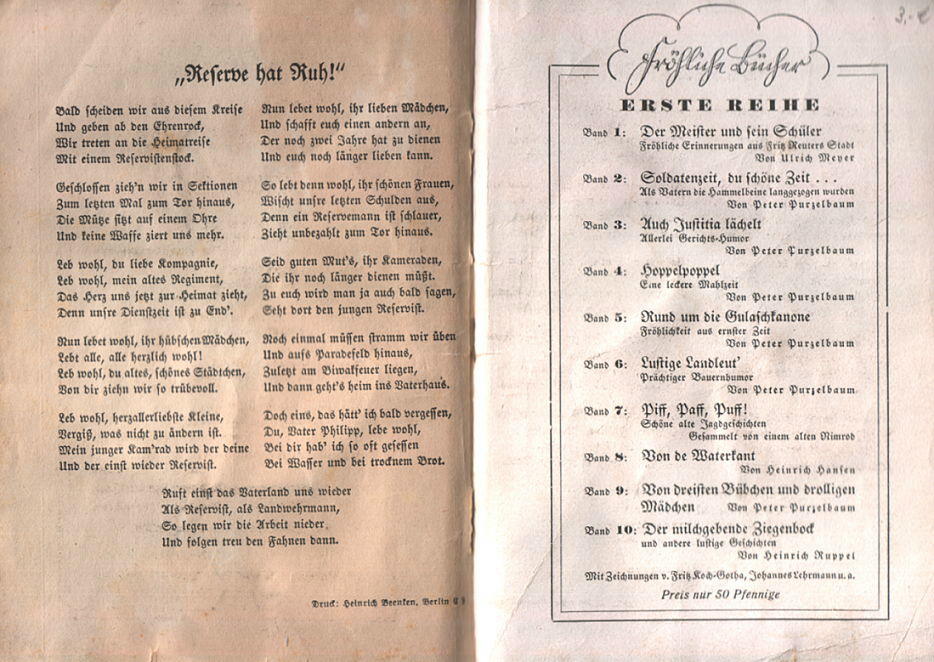 „Reserve hat Ruh!“
Bald scheiden wir aus diesem Kreise
Und geben ab den Ehrenrock,
Wir treten an die Heimatreise
Mit einem Reservistenstock.
Geschlossen zieh'n wir in Sektionen
Zum letzten Mal zum Tor hinaus,
Die Mütze sitzt auf einem Ohre
Und keine Waffe ziert uns mehr.
Leb wohl, du liebe Kompagnie,
Leb wohl, mein altes Regiment,
Das Herz uns jetzt zur Heimat zieht,
Denn unsre Dienstzeit ist zu End'.
Nun lebet wohl, ihr hübschen Mädchen,
Lebt alle, alle herzlich wohl!
Leb wohl, du altes, schönes Städtchen,
Von dir ziehn wir so trübevoll.
Leb wohl, herzallerliebste Kleine,
Vergiß, was nicht zu ändern ist.
Mein junger Kam'rad wird der deine
Und der einst wieder Reservist.
Nun lebet wohl, ihr lieben Mädchen,
Und schafft euch einen andern an,
Der noch zwei Jahre hat zu dienen
Und euch noch länger lieben kann.
So lebt denn wohl, ihr schönen Frauen,
Wischt unsre letzten Schulden aus,
Denn ein Reservemann ist schlauer,
Zieht unbezahlt zum Tor hinaus.
Seid guten Mut's, ihr Kameraden,
Die ihr noch länger dienen müßt.
Zu euch wird man ja auch bald sagen,
Seht dort den jungen Reservist.
Noch einmal müssen stramm wir üben
Und aufs Paradefeld hinaus,
Zuletzt am Biwakfeuer liegen,
Und dann geht's heim ins Vaterhaus.
Doch eins, das hätt' ich bald vergessen,
Du, Vater Philipp, lebe wohl,
Bei dir hab' ich so oft gesessen
Bei Wasser und bei trocknem Brot.
Ruft einst das Vaterland uns wieder
Als Reservist, als Landwehrmann,
So legen wir die Arbeit nieder
Und folgen treu den Fahnen dann.
Druck: Heinrich Beenken, Berlin C
3,- €
Fröhliche Bücher
ERSTE REIHE
Band 1: Der Meister und sein Schüler
Fröhliche Erinnerungen aus Fritz Reuters Stadt
Von Ulrich Meyer
Band 2: Soldatenzeit, du schöne Zeit . . .
Als Vatern die Hammelbeine langgezogen wurden
Von Peter Purzelbaum
Band 3: Auch Justitia lächelt
Allerlei Gerichts-Humor
Von Peter Purzelbaum
Band 4: Hoppelpoppel
Eine leckere Mahlzeit
Von Peter Purzelbaum
Band 5: Rund um die Gulaschkanone
Fröhlichkeit aus ernster Zeit
Von Peter Purzelbaum
Band 6: Lustige Landleut'
Prächtiger Bauernhumor
Von Peter Purzelbaum
Band 7: Piff, Paff, Puff!
Schöne alte Jagdgeschichten
Gesammelt von einem alten Nimrod
Band 8: Von de Waterkant
Von Heinrich Hansen
Band 9: Von dreisten Bübchen und drolligen
Mädchen Von Peter Purzelbaum
Band 10: Der milchgebende Ziegenbock
und andere lustige Geschichten
Von Heinrich Ruppel
Mit Zeichnungen v. Fritz Koch-Gotha, Johannes Lehrmann u. a.
Preis nur 50 Pfennige